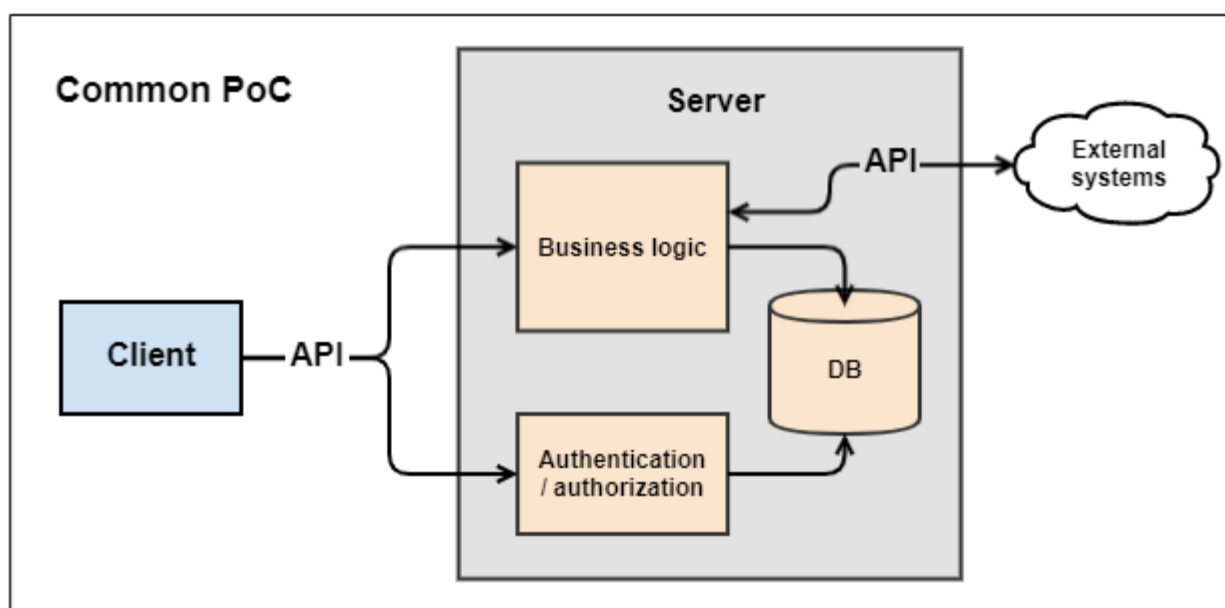 Common PoC
Server
API
External
systems
Business logic
Client
API
DB
Authentication
/ authorization